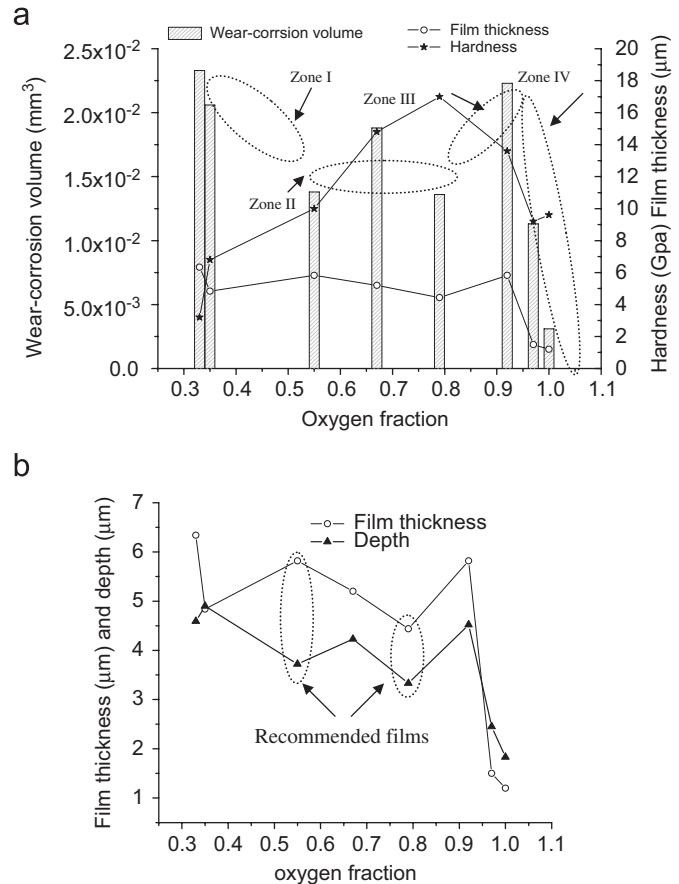 a
Wear-corrsion volume
Film thickness
Hardness
Zone I
Zone II
Zone III
Zone IV
2.5x10-2
2.0x10-2
1.5x10-2
1.0x10-2
5.0x10-3
0.0
Wear-corrosion volume (mm3)
20
18
16
14
12
10
8
6
4
2
0
Hardness (Gpa) Film thickness (μm)
0.3 0.4 0.5 0.6 0.7 0.8 0.9 1.0 1.1
Oxygen fraction
b
Film thickness
Depth
7
6
5
4
3
2
1
Film thickness (μm) and depth (μm)
Recommended films
0.3 0.4 0.5 0.6 0.7 0.8 0.9 1.0 1.1
oxygen fraction